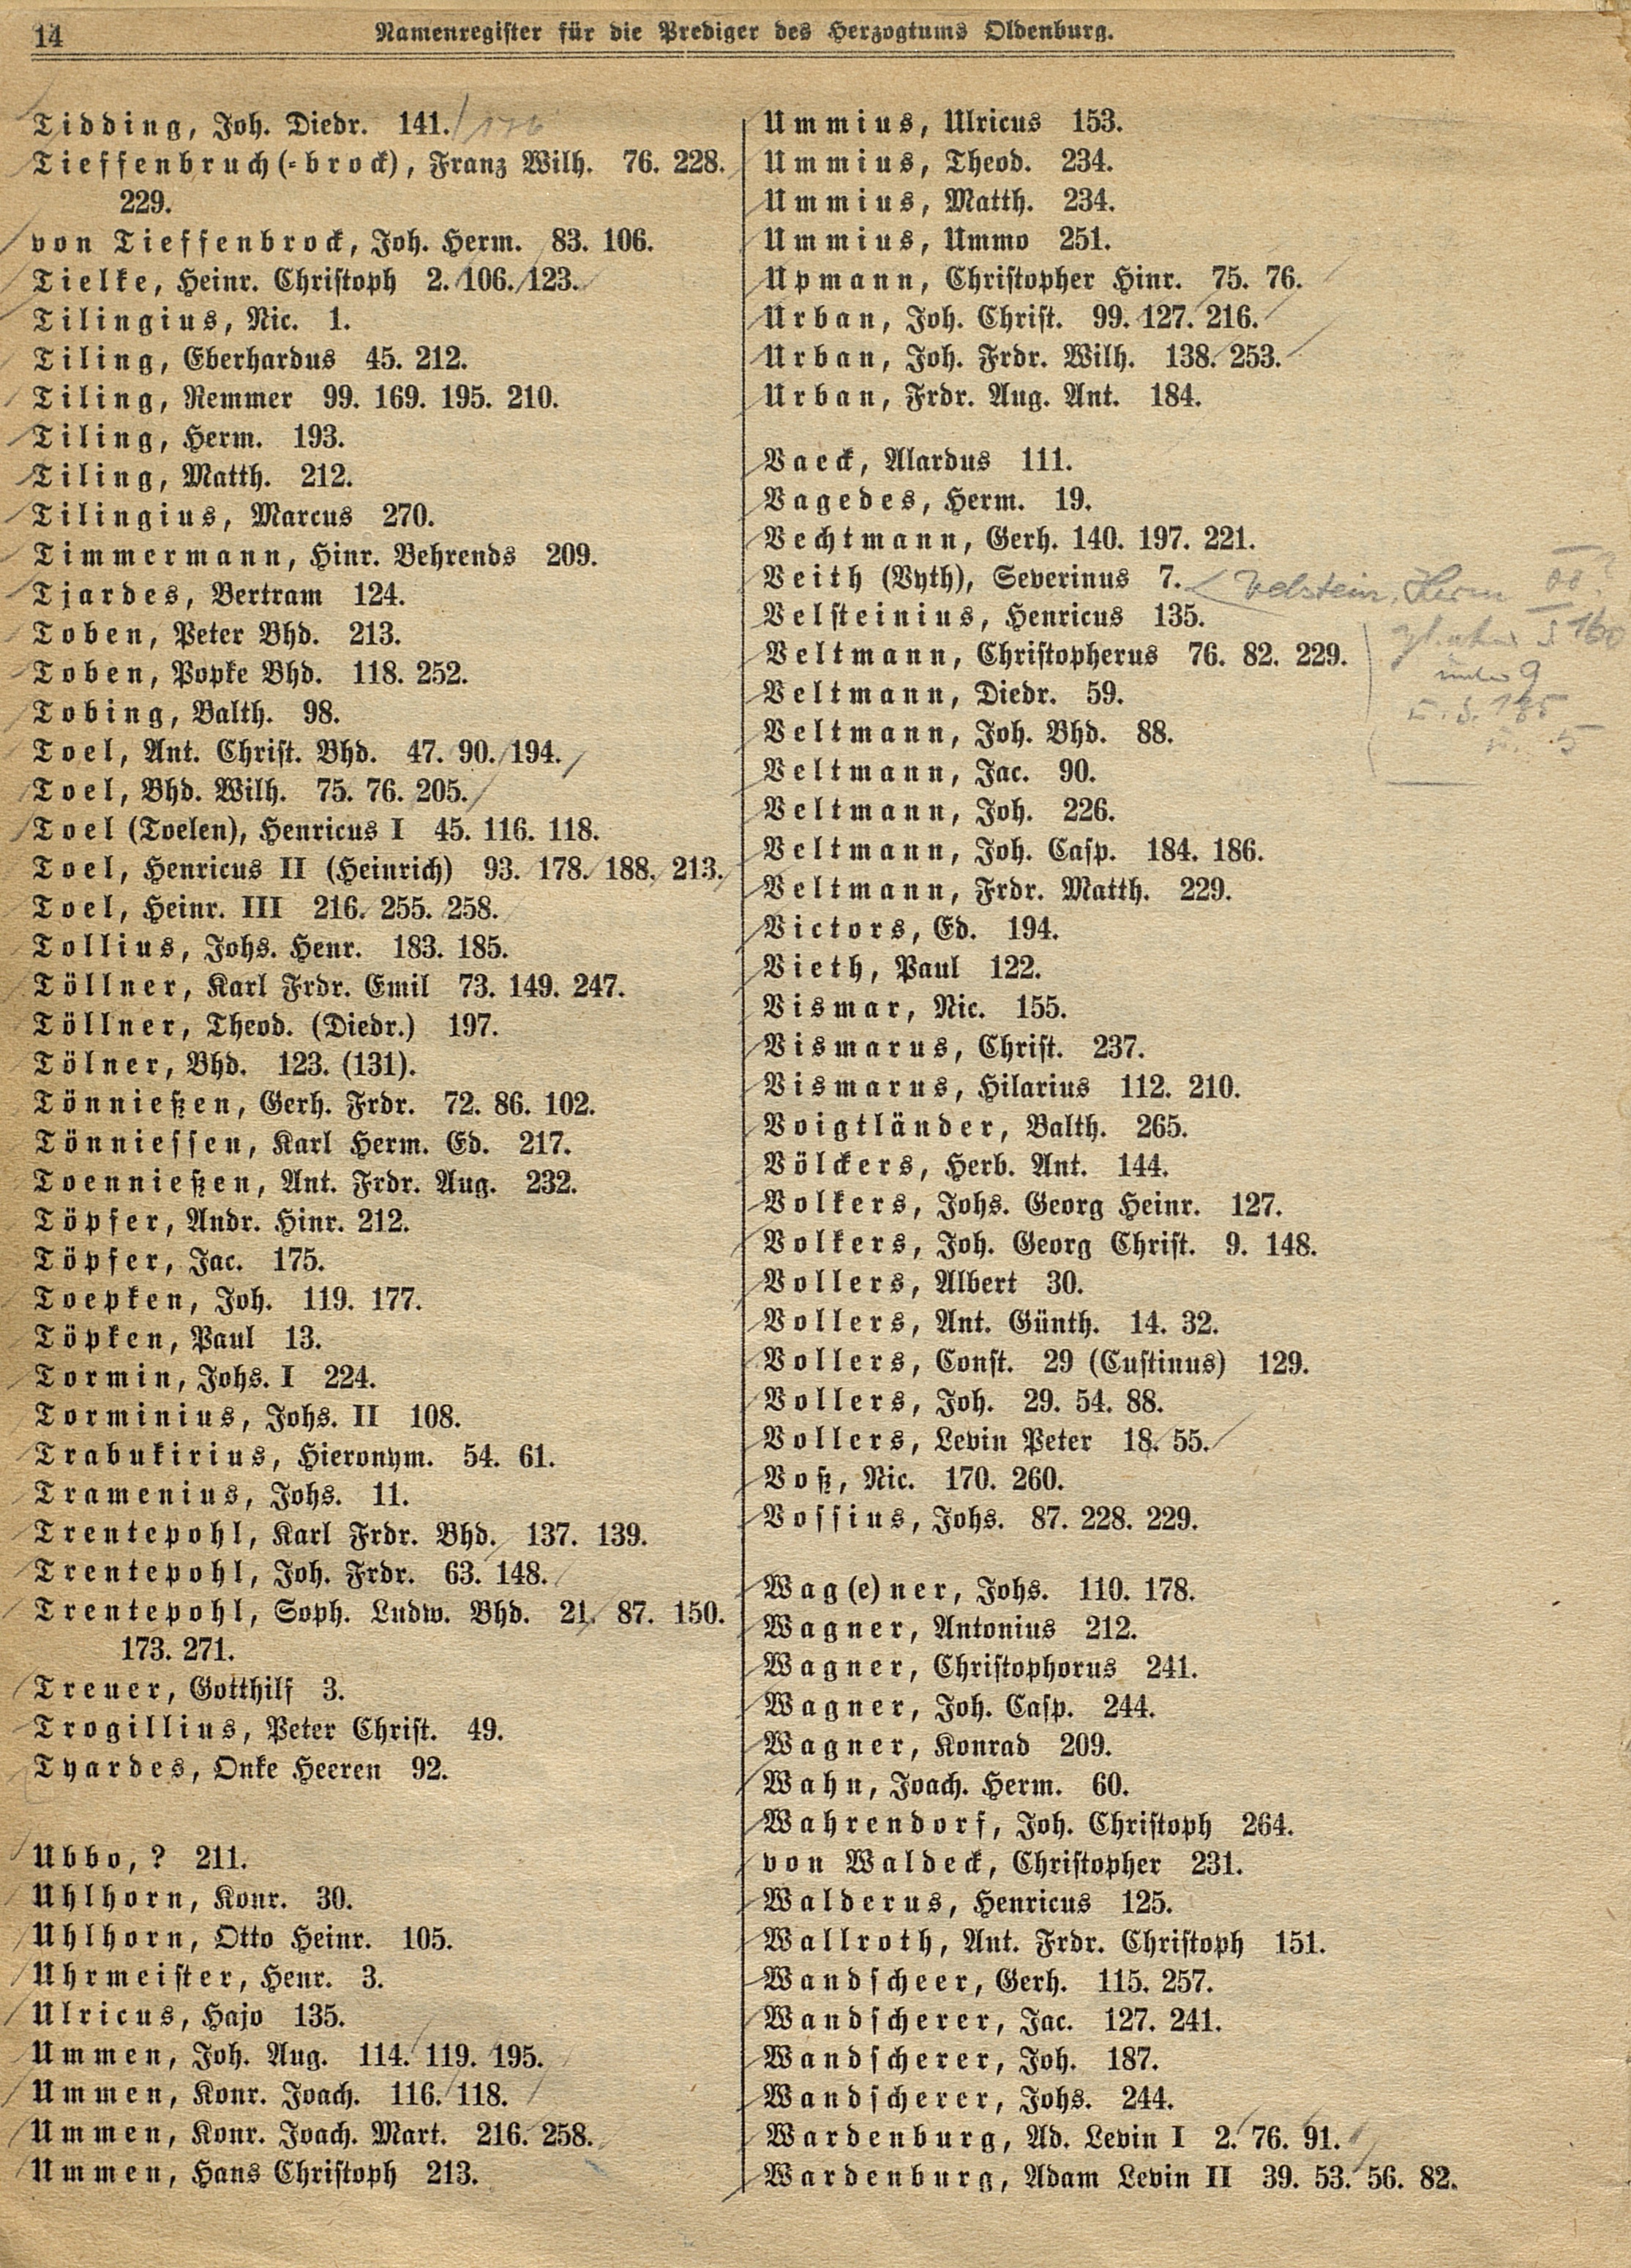 14
Namenregister für die Prediger des Herzogtums Oldenburg.
Tidding, Joh. Diedr. 141. 176
Tieffenbruch(-brock), Franz Wilh. 76. 228.
229.
von Tieffenbrock, Joh. Herm. 83. 106.
Tielke, Heinr. Christoph 2. 106. 123.
Tilingius, Nic. 1.
Tiling, Eberhardus 45. 212.
Tiling, Remmer 99. 169. 195. 210.
Tiling, Herm. 193.
Tiling, Matth. 212.
Tilingius, Marcus 270.
Timmermann, Hinr. Behrends 209.
Tjardes, Bertram 124.
Toben, Peter Bhd. 213.
Toben, Popke Bhd. 118. 252.
Tobing, Balth. 98.
Toel, Ant. Christ. Bhd. 47. 90. 194.
Toel, Bhd. Wilh. 75. 76. 205.
Toel (Toelen), Henricus I 45. 116. 118.
Toel, Henricus II (Heinrich) 93. 178. 188. 213.
Toel, Heinr. III 216. 255. 258.
Tollius, Johs. Henr. 183. 185.
Töllner, Karl Frdr. Emil 73. 149. 247.
Töllner, Theod. (Diedr.) 197.
Tölner, Bhd. 123. (131).
Tönnießen, Gerh. Frdr. 72. 86. 102.
Tönniessen, Karl Herm. Ed. 217.
Toennießen, Ant. Frdr. Aug. 232.
Töpfer, Andr. Hinr. 212.
Töpfer, Jac. 175.
Toepken, Joh. 119. 177.
Töpken, Paul 13.
Tormin, Johs. I 224.
Torminius, Johs. II 108.
Trabukirius, Hieronym. 54. 61.
Tramenius, Johs. 11.
Trentepohl, Karl Frdr. Bhd. 137. 139.
Trentepohl, Joh. Frdr. 63. 148.
Trentepohl, Soph. Ludw. Bhd. 21. 87. 150.
173. 271.
Treuer, Gotthilf 3.
Trogillius, Peter Christ. 49.
Tyardes, Onke Heeren 92.
Ubbo, ? 211.
Uhlhorn, Konr. 30.
Uhlhorn, Otto Heinr. 105.
Uhrmeister, Henr. 3.
Ulricus, Hajo 135.
Ummen, Joh. Aug. 114. 119. 195.
Ummen, Konr. Joach. 116. 118.
Ummen, Konr. Joach. Mart. 216. 258.
Ummen, Hans Christoph 213.
Ummius, Ulricus 153.
Ummius, Theod. 234.
Ummius, Matth. 234.
Ummius, Ummo 251.
Upmann, Christopher Hinr. 75. 76.
Urban, Joh. Christ. 99. 127. 216.
Urban, Joh. Frdr. Wilh. 138. 253.
Urban, Frdr. Aug. Ant. 184.
Vaeck, Alardus 111.
Vagedes, Herm. 19.
Vechtmann, Gerh. 140. 197. 221.
Veith (Vyth), Severinus 7.
Velstein, Herm
Velsteinius, Henricus 135.
Veltmann, Christopherus 76. 82. 229.
Veltmann, Diedr. 59.
Veltmann, Joh. Bhd. 88.
Veltmann, Jac. 90.
Veltmann, Joh. 226.
Veltmann, Joh. Casp. 184. 186.
Veltmann, Frdr. Matth. 229.
Victors, Ed. 194.
Vieth, Paul 122.
Vismar, Nic. 155.
Vismarus, Christ. 237.
Vismarus, Hilarius 112. 210.
Voigtländer, Balth. 265.
Völckers, Herb. Ant. 144.
Volkers, Johs. Georg Heinr. 127.
Volkers, Joh. Georg Christ. 9. 148.
Vollers, Albert 30.
Vollers, Ant. Günth. 14. 32.
Vollers, Const. 29 (Custinus) 129.
Vollers, Joh. 29. 54. 88.
Vollers, Levin Peter 18. 55.
Voß, Nic. 170. 260.
Vossius, Johs. 87. 228. 229.
Wag(e)ner, Johs. 110. 178.
Wagner, Antonius 212.
Wagner, Christophorus 241.
Wagner, Joh. Casp. 244.
Wagner, Konrad 209.
Wahn, Joach. Herm. 60.
Wahrendorf, Joh. Christoph 264.
von Waldeck, Christopher 231.
Walderus, Henricus 125.
Wallroth, Ant. Frdr. Christoph 151.
Wandscheer, Gerh. 115. 257.
Wandscherer, Jac. 127. 241.
Wandscherer, Joh. 187.
Wandscherer, Johs. 244.
Wardenburg, Ad. Levin I 2. 76. 91.
Wardenburg, Adam Levin II 39. 53. 56. 82.